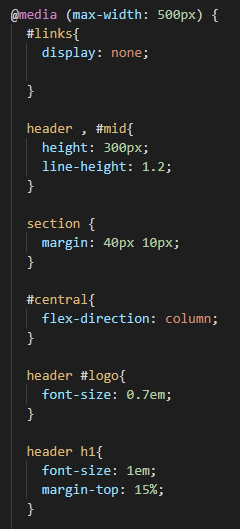 @media (max-width: 500px) {
#links{
display: none;
}
header , #mid{
height: 300px;
line-height: 1.2;
}
section {
margin: 40px 10px;
}
#central{
flex-direction: column;
}
header #logo{
font-size: 0.7em;
}
header h1{
font-size: 1em;
margin-top: 15%;
}